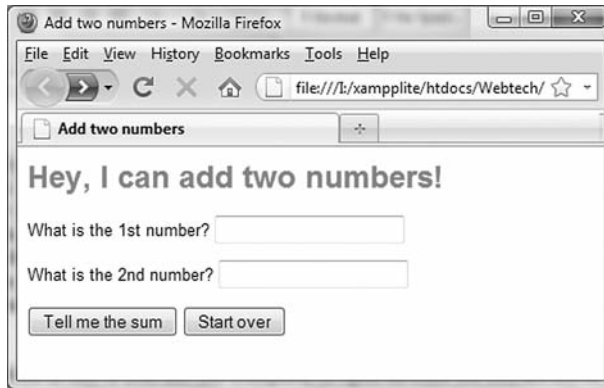 Add two numbers - Mozilla Firefox
File Edit View History Bookmarks Tools Help
file:///I:/xampplite/htdocs/Webtech/
Add two numbers
Hey, I can add two numbers!
What is the 1st number?
What is the 2nd number?
Tell me the sum Start over